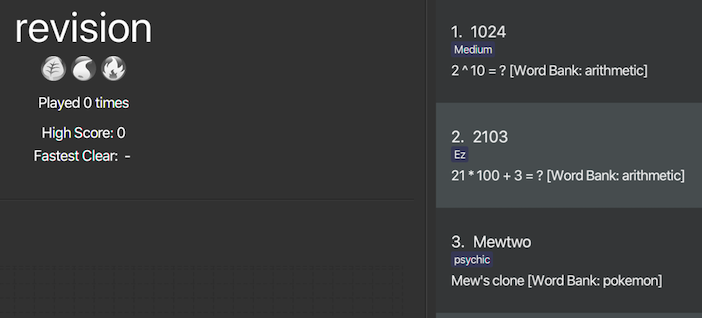 revision
Played 0 times
High Score: 0
Fastest Clear: -
1. 1024
Medium
2 ^ 10 = ? [Word Bank: arithmetic]
2. 2103
Ez
21 * 100 + 3 = ? [Word Bank: arithmetic]
3. Mewtwo
psychic
Mew's clone [Word Bank: pokemon]